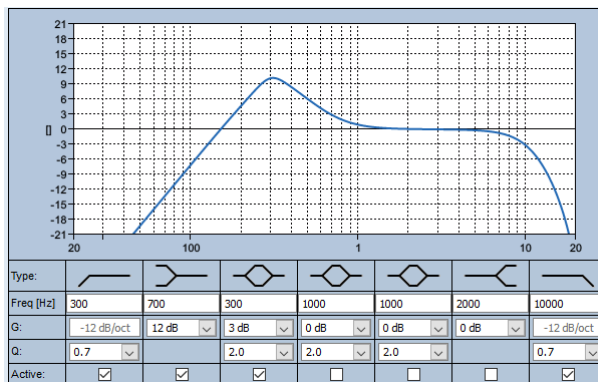 21
18
15
12
9
6
3
[] 0
-3
-6
-9
-12
-15
-18
-21
20 100 1 10 20
Type:
Freq [Hz] 300 700 300 1000 1000 2000 10000
G: -12 dB/oct 12 dB 3 dB 0 dB 0 dB 0 dB -12 dB/oct
Q: 0.7 2.0 2.0 2.0 0.7
Active: